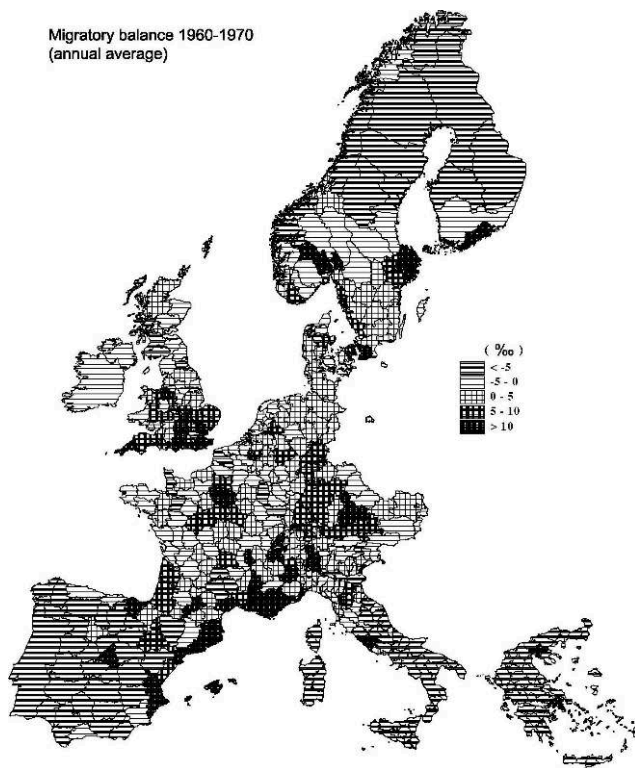 Migratory balance 1960-1970
(annual average)
( ‰ )
< -5
-5 - 0
0 - 5
5 - 10
> 10